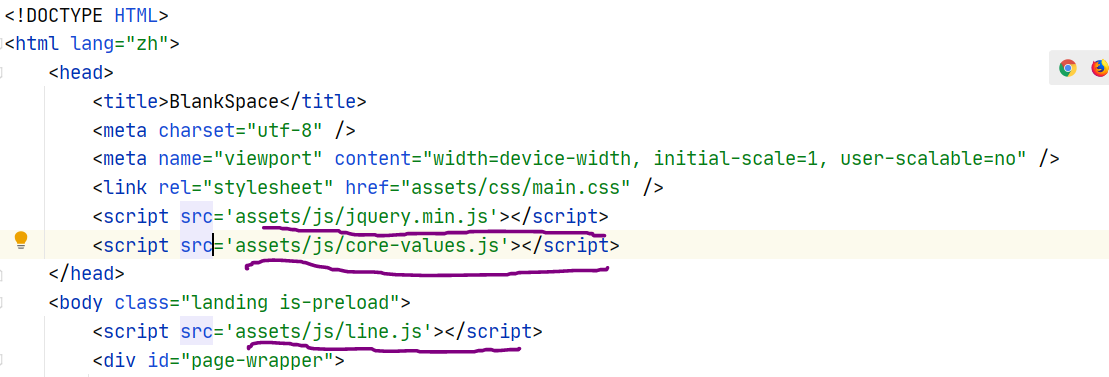 <!DOCTYPE HTML>
<html lang="zh">
<head>
<title>BlankSpace</title>
<meta charset="utf-8" />
<meta name="viewport" content="width=device-width, initial-scale=1, user-scalable=no" />
<link rel="stylesheet" href="assets/css/main.css" />
<script src='assets/js/jquery.min.js'></script>
<script src='assets/js/core-values.js'></script>
</head>
<body class="landing is-preload">
<script src='assets/js/line.js'></script>
<div id="page-wrapper">